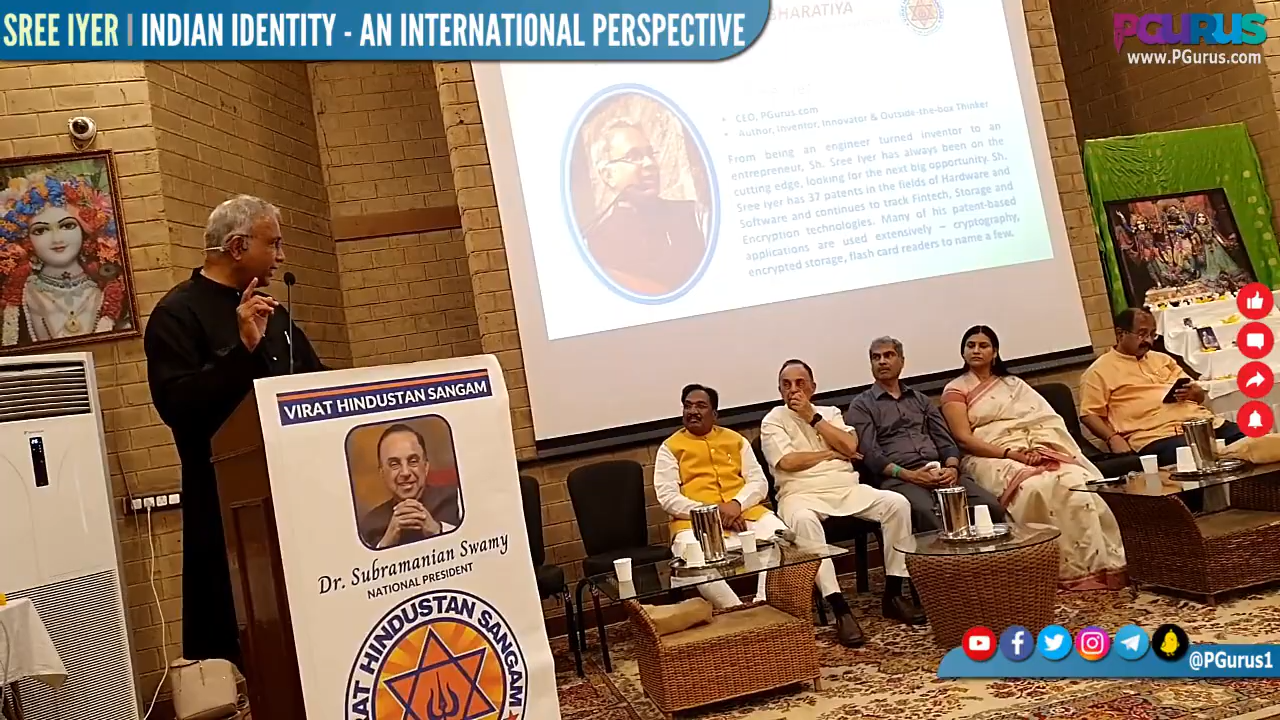 SREE IYER | INDIAN IDENTITY - AN INTERNATIONAL PERSPECTIVE
PGURUS
www.PGurus.com
BHARATIYA
• CEO, PGurus.com
• Author, Inventor, Innovator & Outside-the-box Thinker
From being an engineer turned inventor to an
entrepreneur, Sh. Sree Iyer has always been on the
cutting edge, looking for the next big opportunity. Sh.
Sree Iyer has 37 patents in the fields of Hardware and
Software and continues to track Fintech, Storage and
Encryption technologies. Many of his patent-based
applications are used extensively – cryptography,
encrypted storage, flash card readers to name a few.
VIRAT HINDUSTAN SANGAM
Dr. Subramanian Swamy
NATIONAL PRESIDENT
VIRAT HINDUSTAN SANGAM
@PGurus1